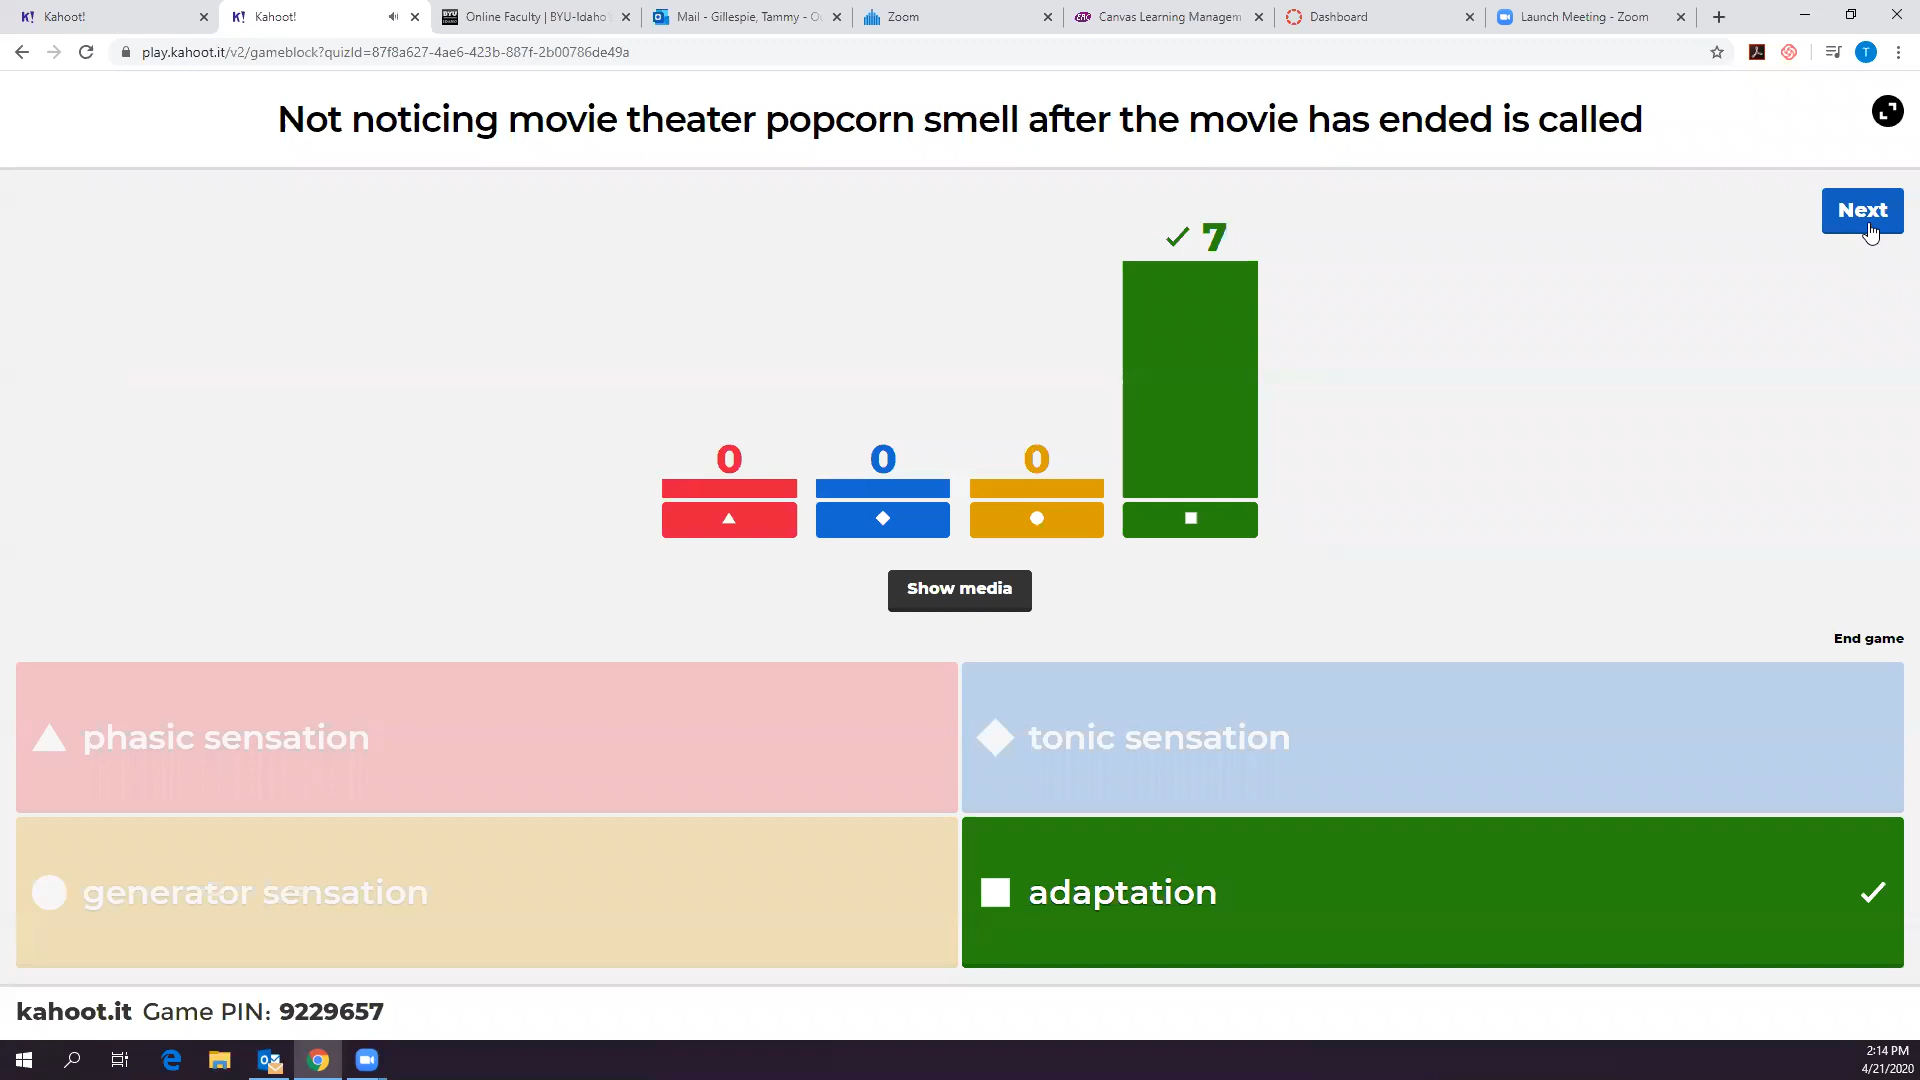 Kahoot!
Kahoot!
Online Faculty | BYU-Idaho's
Mail - Gillespie, Tammy - Ou
Zoom
Canvas Learning Managem
Dashboard
Launch Meeting - Zoom
play.kahoot.it/v2/gameblock?quizId=87f8a627-4ae6-423b-887f-2b00786de49a
T
Not noticing movie theater popcorn smell after the movie has ended is called
Next
7
0 0 0
Show media
End game
phasic sensation
tonic sensation
generator sensation
adaptation
kahoot.it Game PIN: 9229657
2:14 PM
4/21/2020